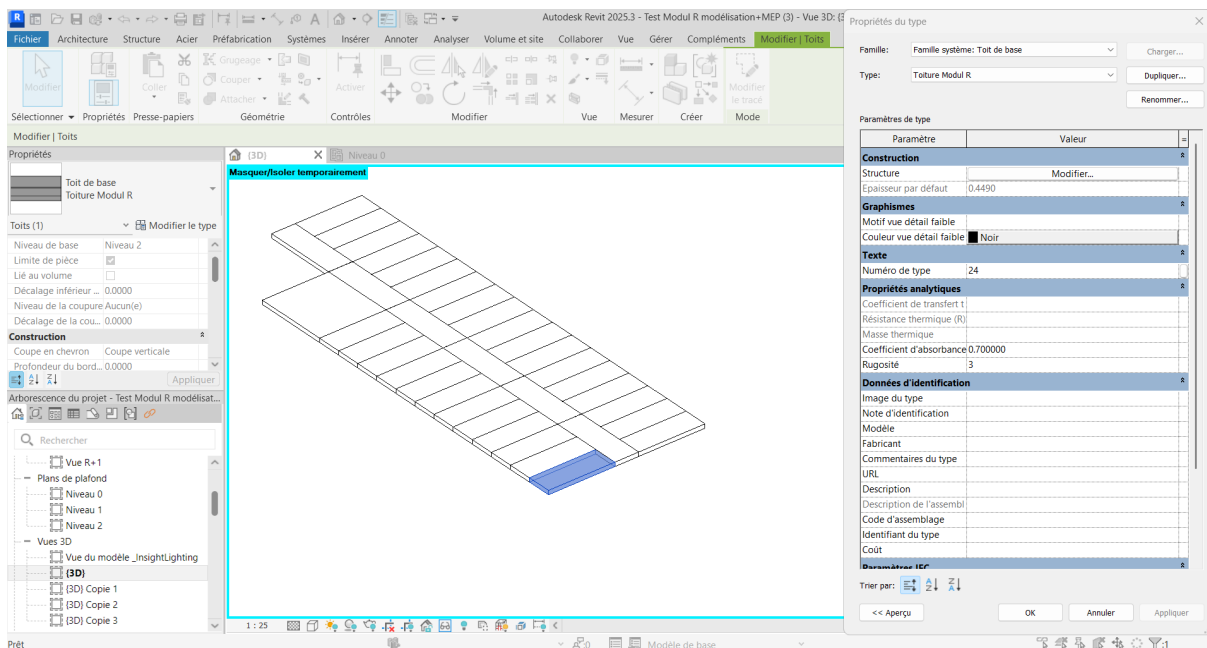 Autodesk Revit 2025.3 - Test Modul R modélisation+MEP (3) - Vue 3D: {3
Fichier Architecture Structure Acier Préfabrication Systèmes Insérer Annoter Analyser Volume et site Collaborer Vue Gérer Compléments Modifier | Toits
Modifier Coller Grugeage Couper Attacher Activer Modifier le tracé
Sélectionner Propriétés Presse-papiers Géométrie Contrôles Modifier Vue Mesurer Créer Mode
Modifier | Toits
Propriétés
Toit de base
Toiture Modul R
Toits (1) Modifier le type
Niveau de base Niveau 2
Limite de pièce
Lié au volume
Décalage inférieur ... 0.0000
Niveau de la coupure Aucun(e)
Décalage de la cou... 0.0000
Construction
Coupe en chevron Coupe verticale
Profondeur du bord... 0.0000
Appliquer
Arborescence du projet - Test Modul R modélisat...
Rechercher
Vue R+1
Plans de plafond
Niveau 0
Niveau 1
Niveau 2
Vues 3D
Vue du modèle _InsightLighting
{3D}
{3D} Copie 1
{3D} Copie 2
{3D} Copie 3
Prêt
{3D} Niveau 0
Masquer/Isoler temporairement
1 : 25
:0 Modèle de base :1
Propriétés du type
Famille: Famille système: Toit de base Charger...
Type: Toiture Modul R Dupliquer...
Renommer...
Paramètres de type
Paramètre Valeur =
Construction
Structure Modifier...
Epaisseur par défaut 0.4490
Graphismes
Motif vue détail faible
Couleur vue détail faible Noir
Texte
Numéro de type 24
Propriétés analytiques
Coefficient de transfert t
Résistance thermique (R)
Masse thermique
Coefficient d'absorbance 0.700000
Rugosité 3
Données d'identification
Image du type
Note d'identification
Modèle
Fabricant
Commentaires du type
URL
Description
Description de l'assembl
Code d'assemblage
Identifiant du type
Coût
Paramètres IFC
Trier par:
<< Aperçu OK Annuler Appliquer